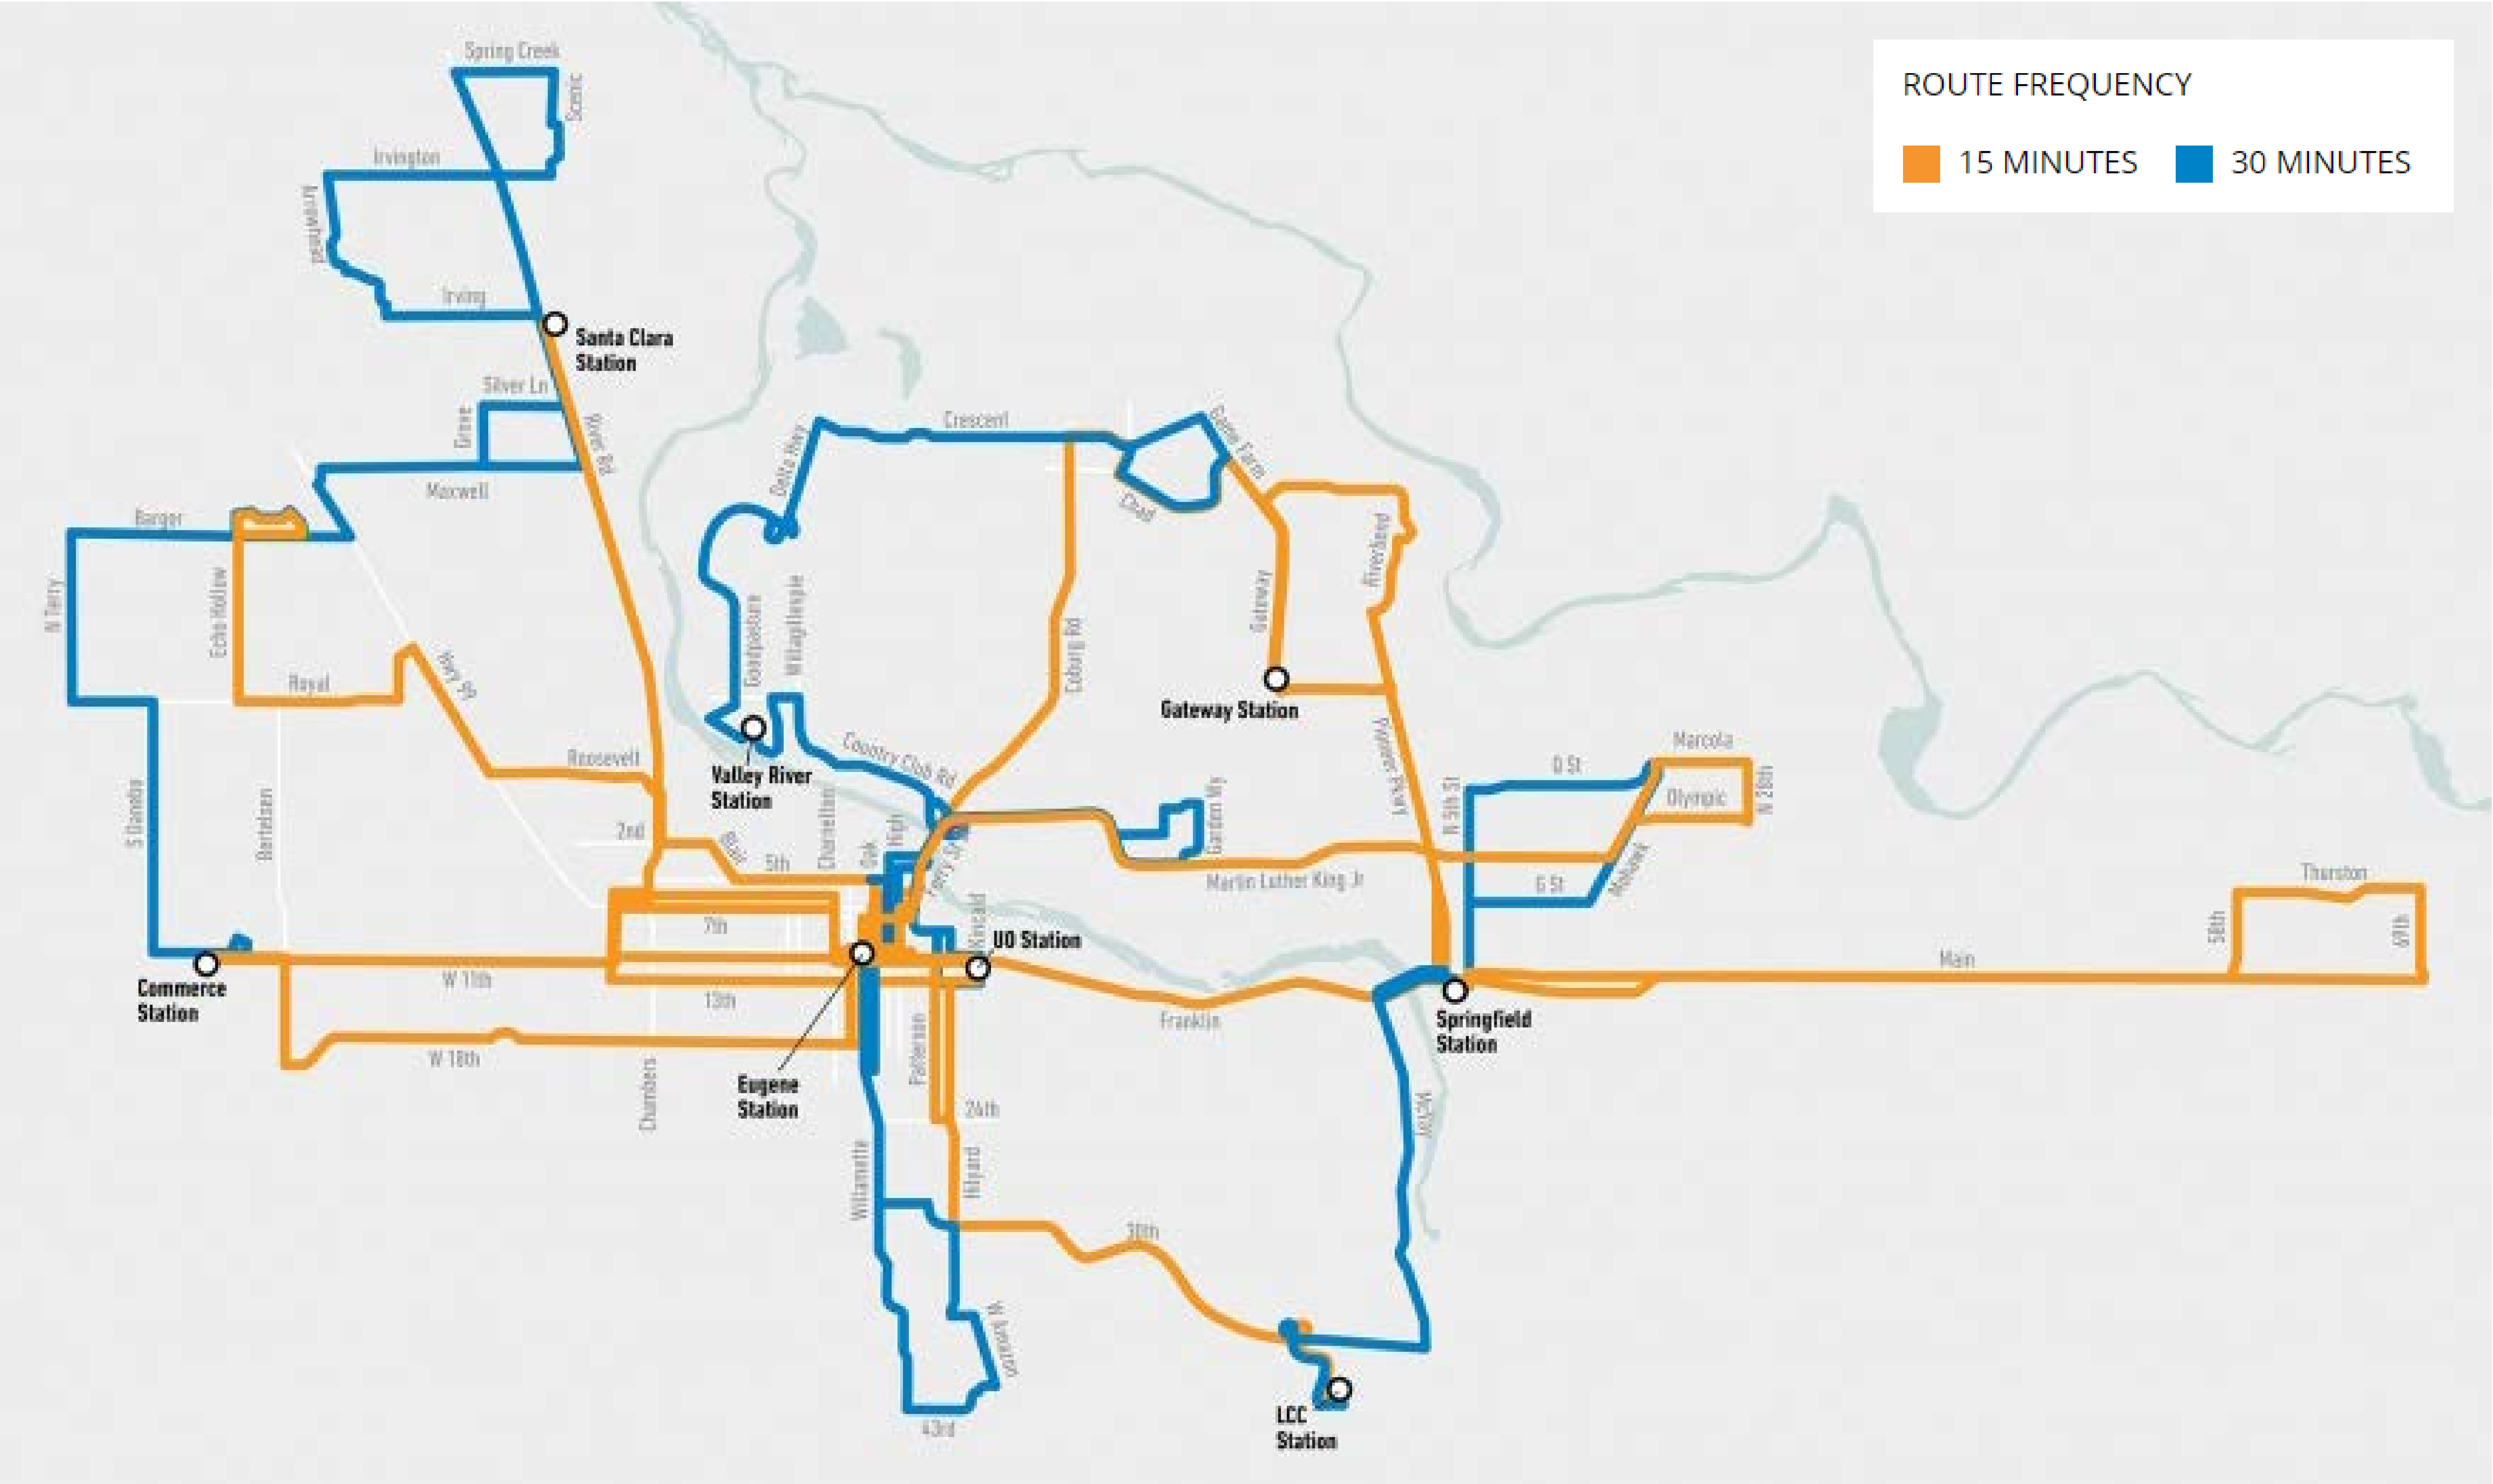 ROUTE FREQUENCY
15 MINUTES
30 MINUTES
Spring Creek
Scenic
Irvington
Arrowhead
Irving
Santa Clara
Station
Silver Ln
Grove
River Rd
Maxwell
Barger
N Terry
Echo Hollow
Royal
Hwy 99
Roosevelt
S Danebo
Bertelsen
2nd
Blair
5th
Chambers
7th
W 11th
13th
W 18th
Commerce
Station
Crescent
Delta Hwy
Goodpasture
Willagillespie
Valley River
Station
Country Club Rd
Coburg Rd
Chad
Game Farm
Gateway
Riverbend
Gateway Station
Pioneer Pkwy
N 5th St
Q St
Marcola
Olympic
N 28th
Mohawk
G St
Garden Wy
Martin Luther King Jr
Charnelton
Oak
High
Ferry St
Kincaid
UO Station
Eugene
Station
Patterson
24th
Willamette
Hilyard
30th
W Amazon
43rd
Franklin
Springfield
Station
McVay
LCC
Station
Main
58th
Thurston
69th